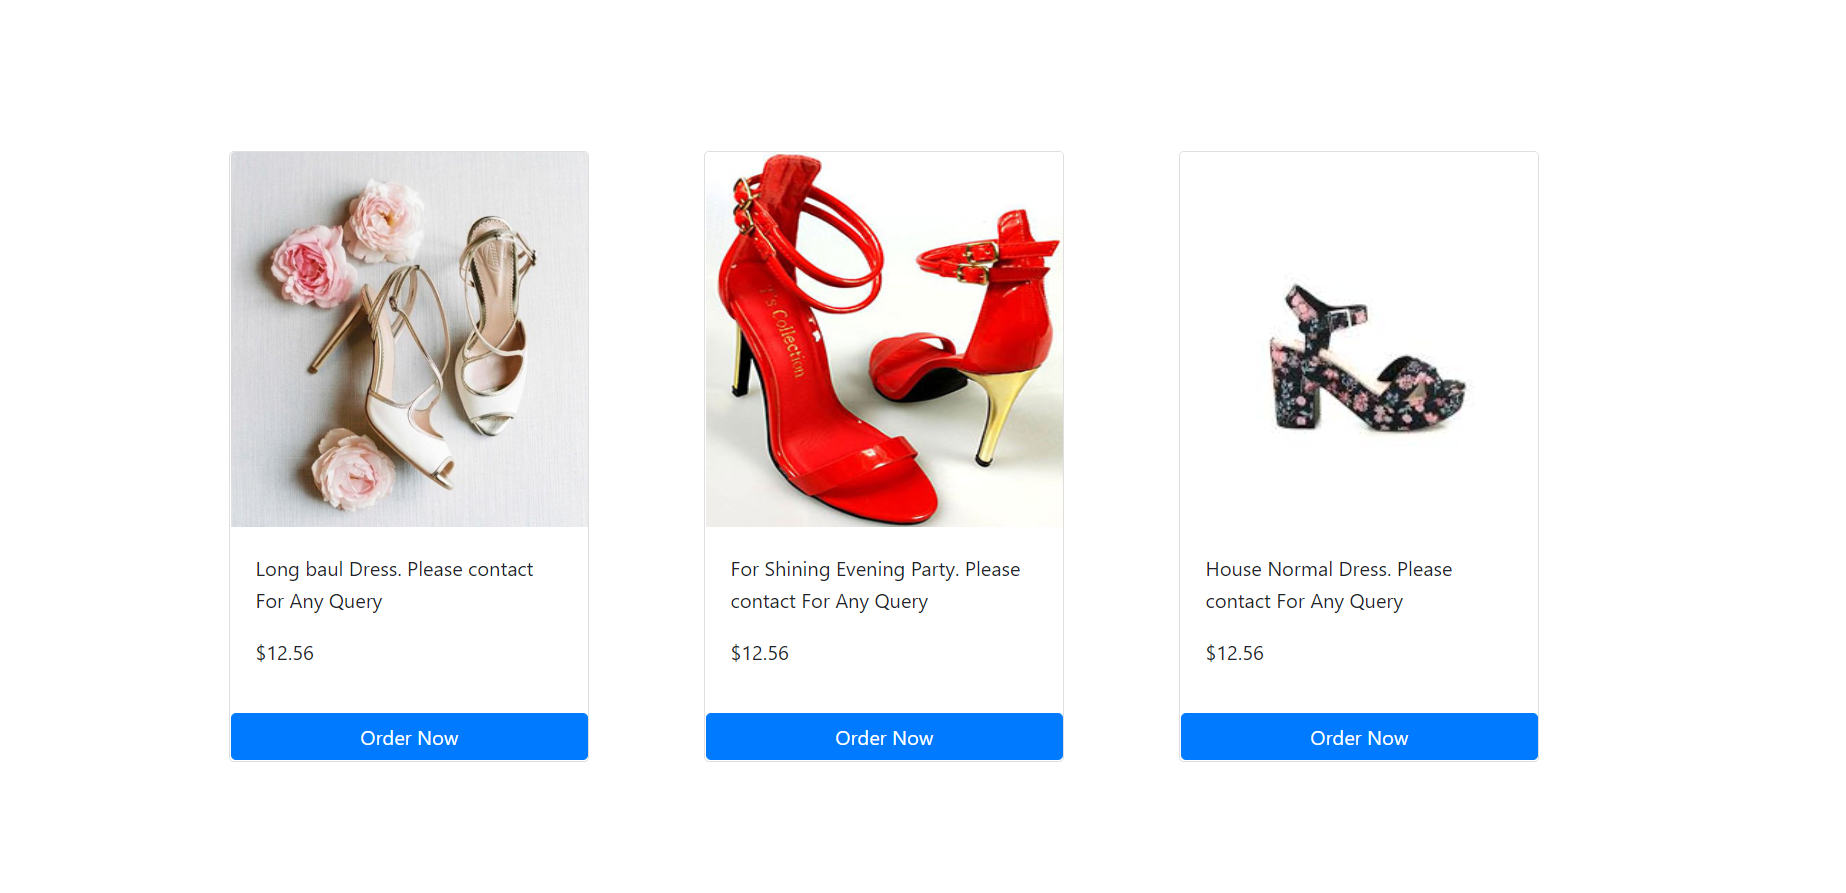 T's Collection
Long baul Dress. Please contact
For Any Query
$12.56
Order Now
For Shining Evening Party. Please
contact For Any Query
$12.56
Order Now
House Normal Dress. Please
contact For Any Query
$12.56
Order Now